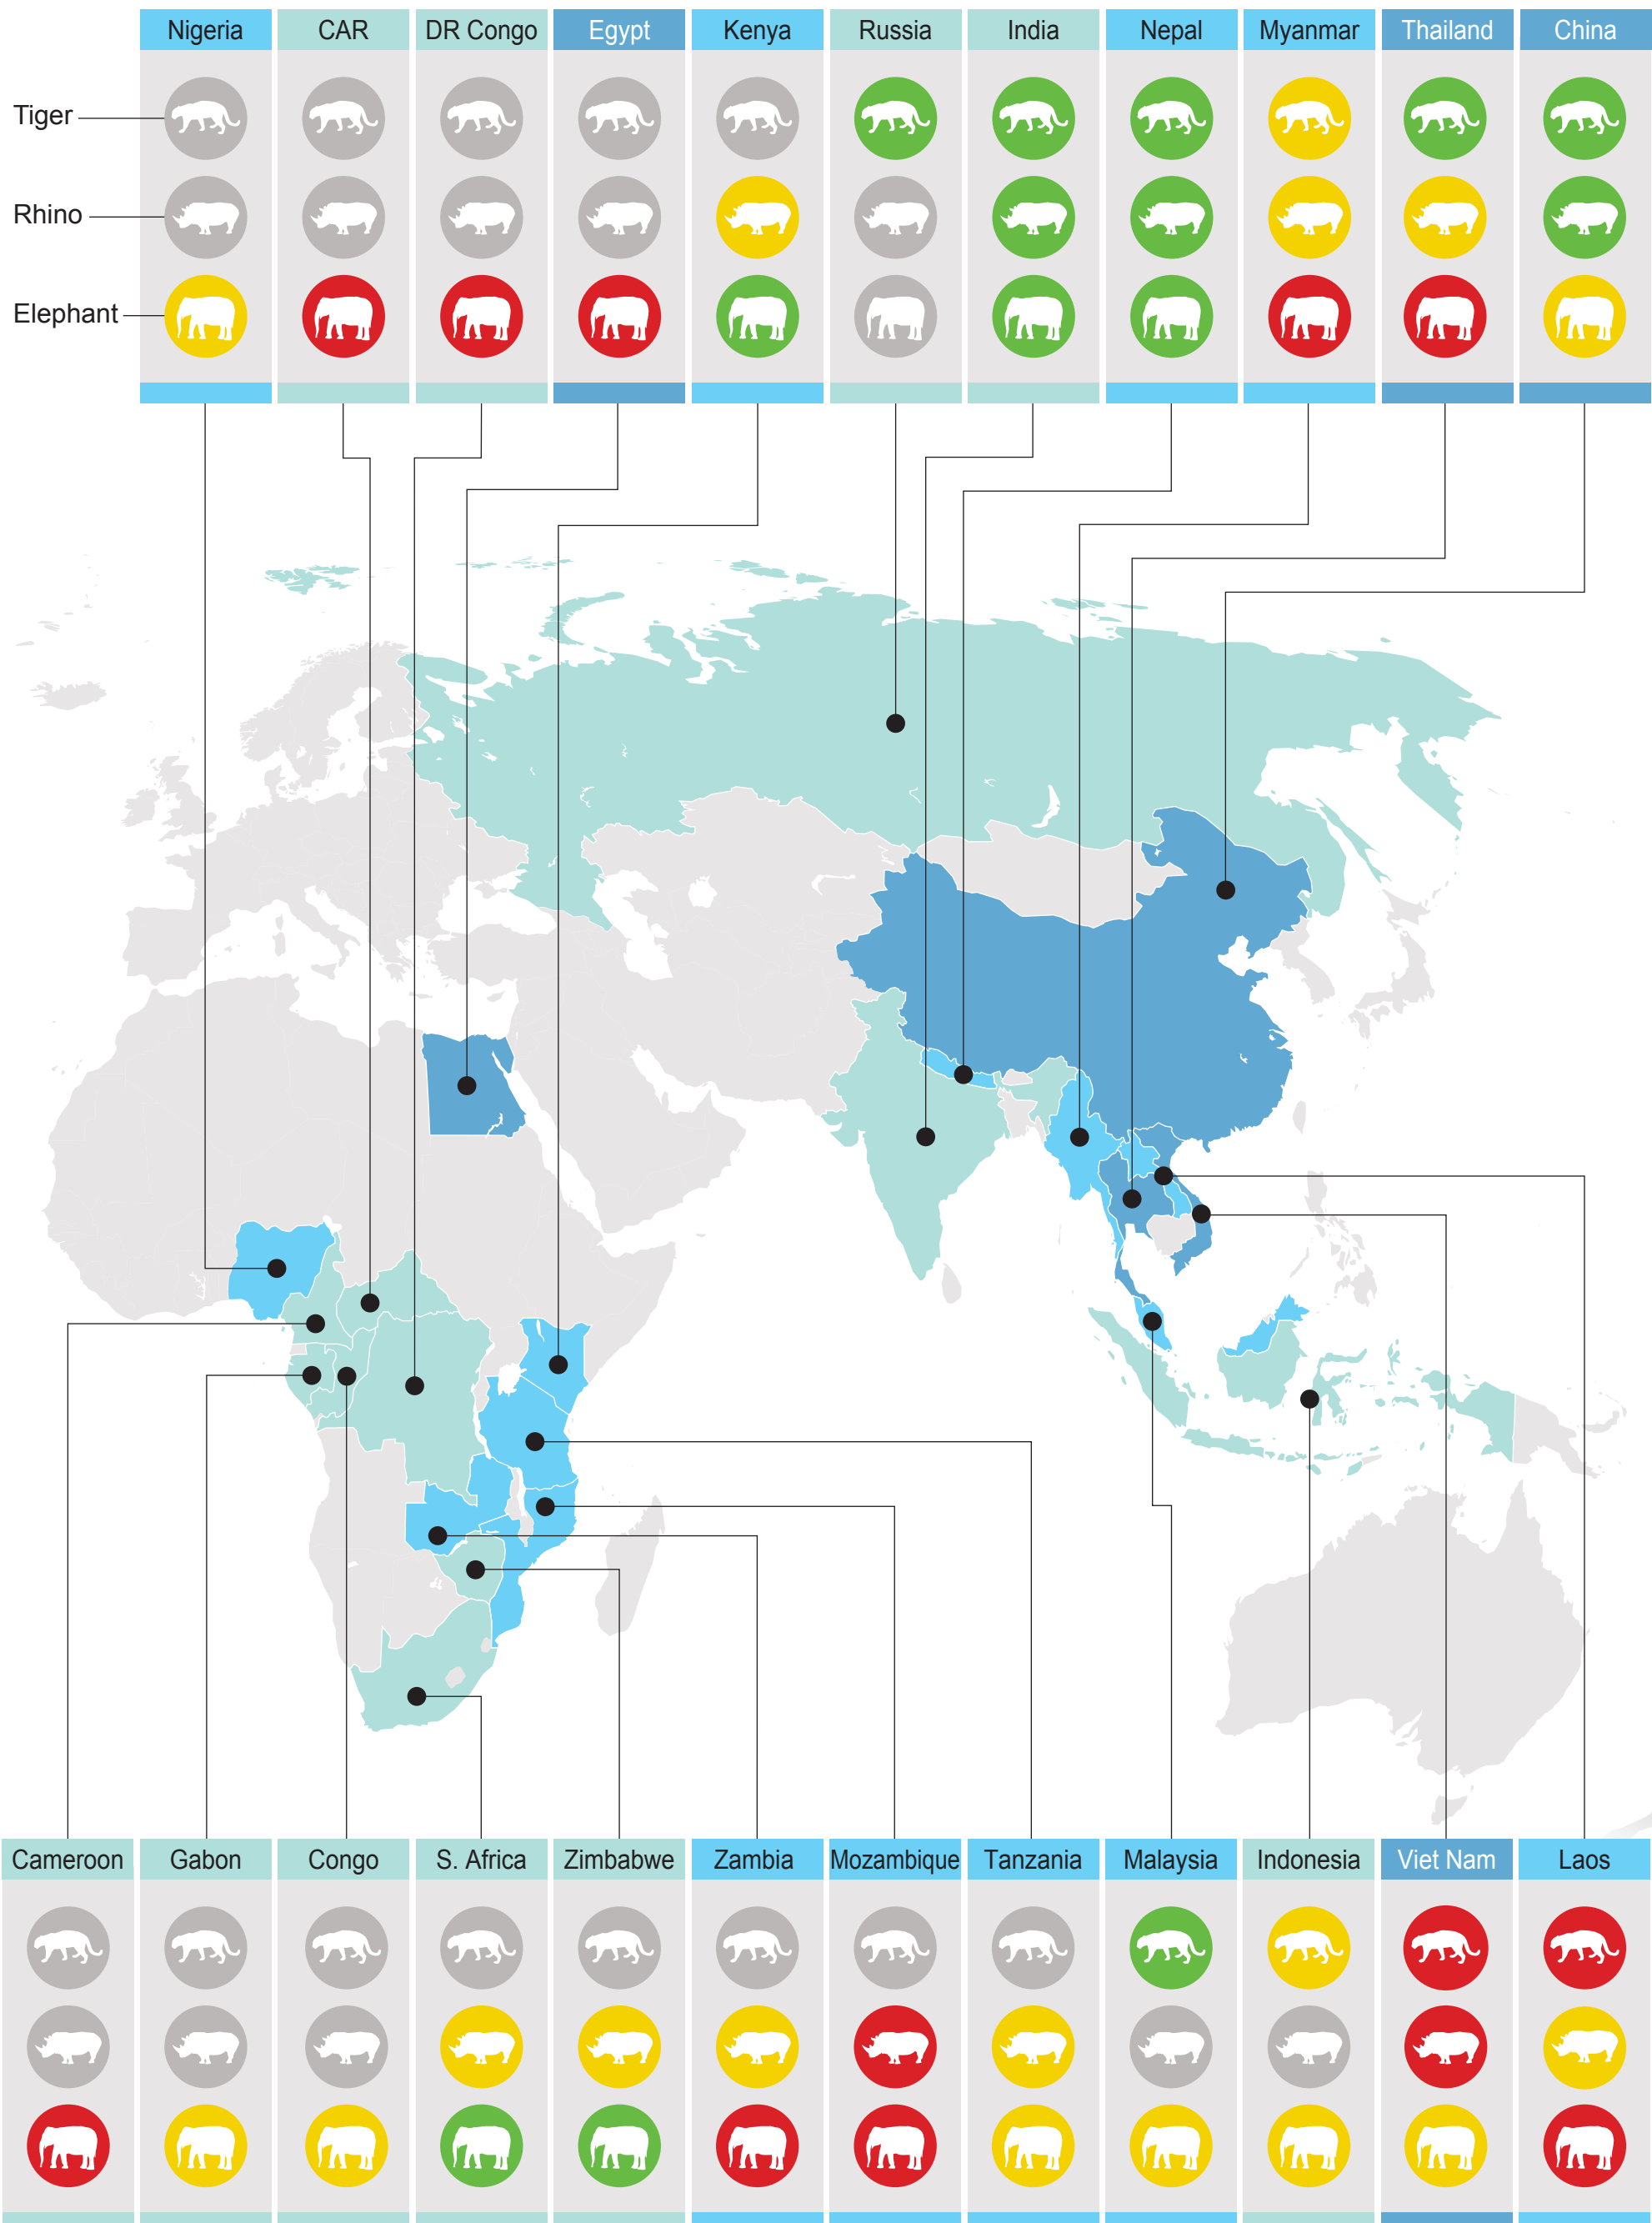 Nigeria
CAR
DR Congo
Egypt
Kenya
Russia
India
Nepal
Myanmar
Thailand
China
Tiger
Rhino
Elephant
Cameroon
Gabon
Congo
S. Africa
Zimbabwe
Zambia
Mozambique
Tanzania
Malaysia
Indonesia
Viet Nam
Laos